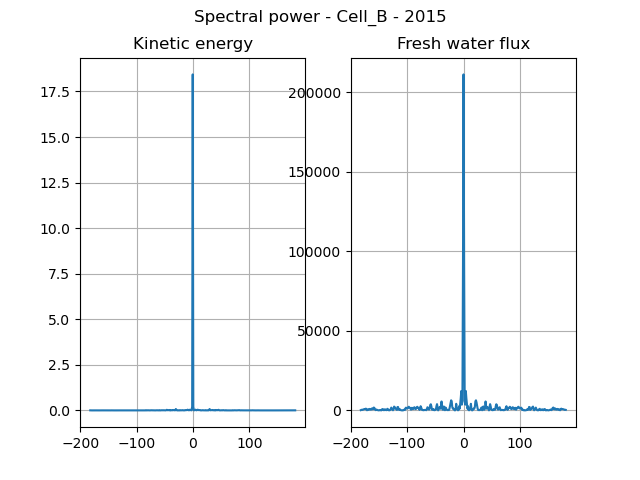 Spectral power - Cell_B - 2015
Kinetic energy
Fresh water flux
17.5
15.0
12.5
10.0
7.5
5.0
2.5
0.0
−200 −100 0 100
200000
150000
100000
50000
0
−200 −100 0 100